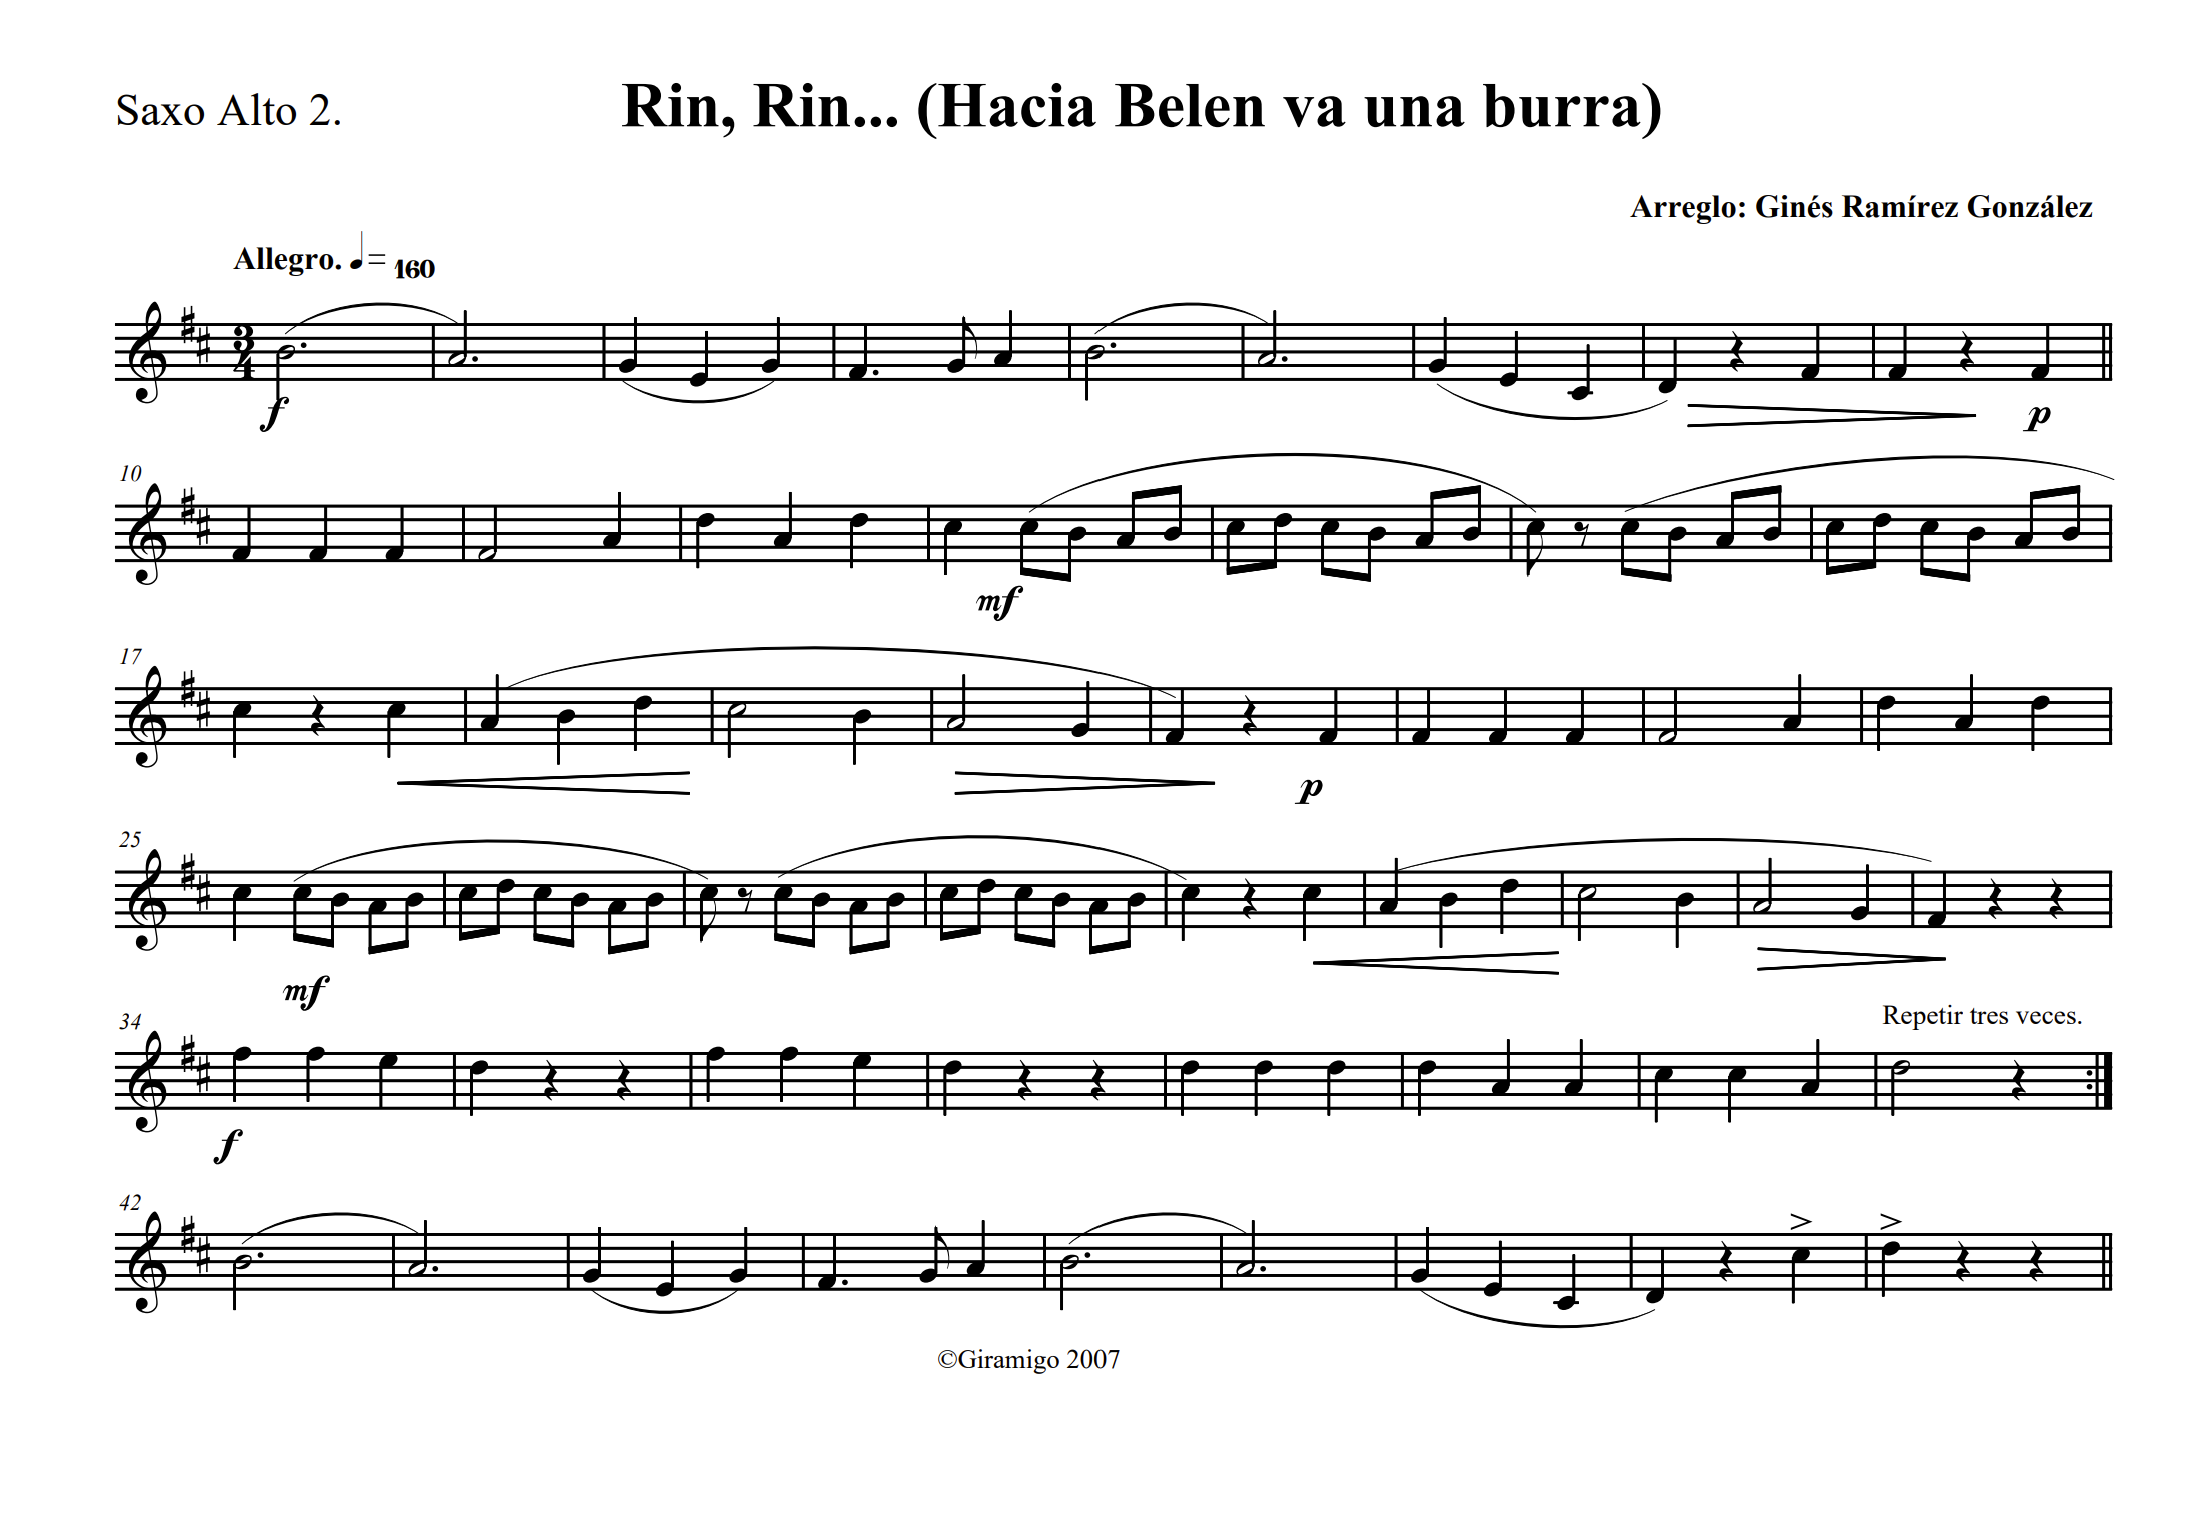 Saxo Alto 2.
Rin, Rin... (Hacia Belen va una burra)
Arreglo: Ginés Ramírez González
Allegro. ♩= 160
3
4
f
p
10
mf
17
p
25
mf
34
Repetir tres veces.
f
42
©Giramigo 2007